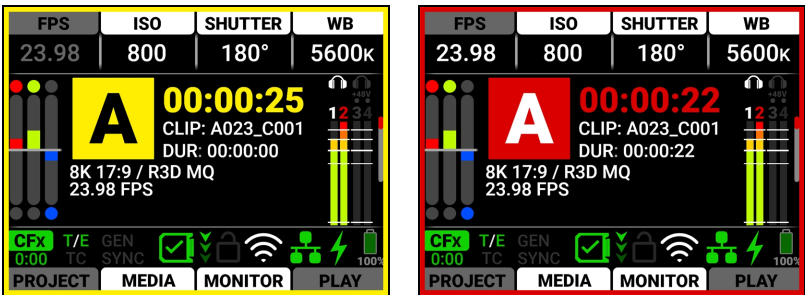 FPS ISO SHUTTER WB
23.98 800 180° 5600K
A
00:00:25
CLIP: A023_C001
DUR: 00:00:00
8K 17:9 / R3D MQ
23.98 FPS
+48V
1 2 3 4
CFx T/E GEN
0:00 TC SYNC 100%
PROJECT MEDIA MONITOR PLAY
FPS ISO SHUTTER WB
23.98 800 180° 5600K
A
00:00:22
CLIP: A023_C001
DUR: 00:00:22
8K 17:9 / R3D MQ
23.98 FPS
+48V
1 2 3 4
CFx T/E GEN
0:00 TC SYNC 100%
PROJECT MEDIA MONITOR PLAY